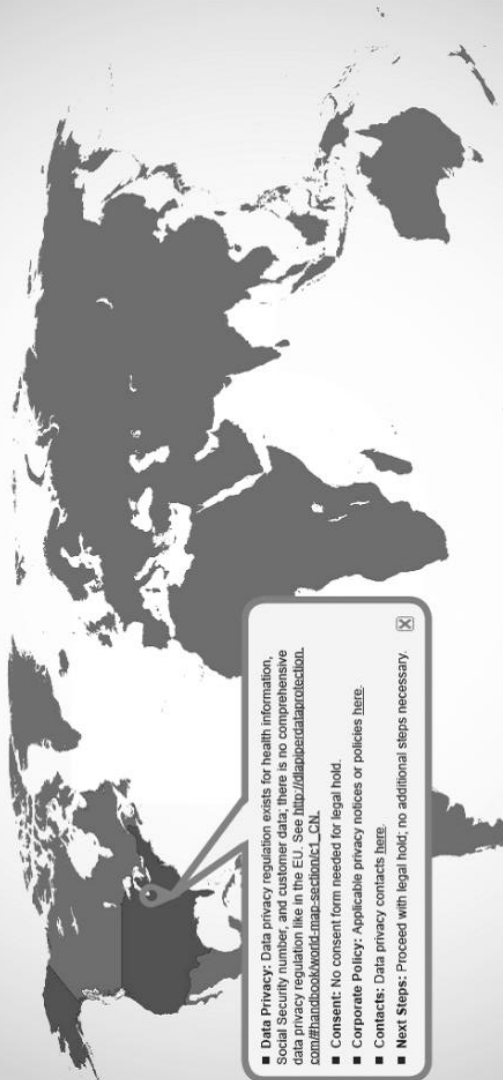 ■ Data Privacy: Data privacy regulation exists for health information,
Social Security number, and customer data; there is no comprehensive
data privacy regulation like in the EU. See http://dlapiperdataprotection.
com/#handbook/world-map-section/c1_CN.
■ Consent: No consent form needed for legal hold.
■ Corporate Policy: Applicable privacy notices or policies here.
■ Contacts: Data privacy contacts here.
■ Next Steps: Proceed with legal hold; no additional steps necessary.